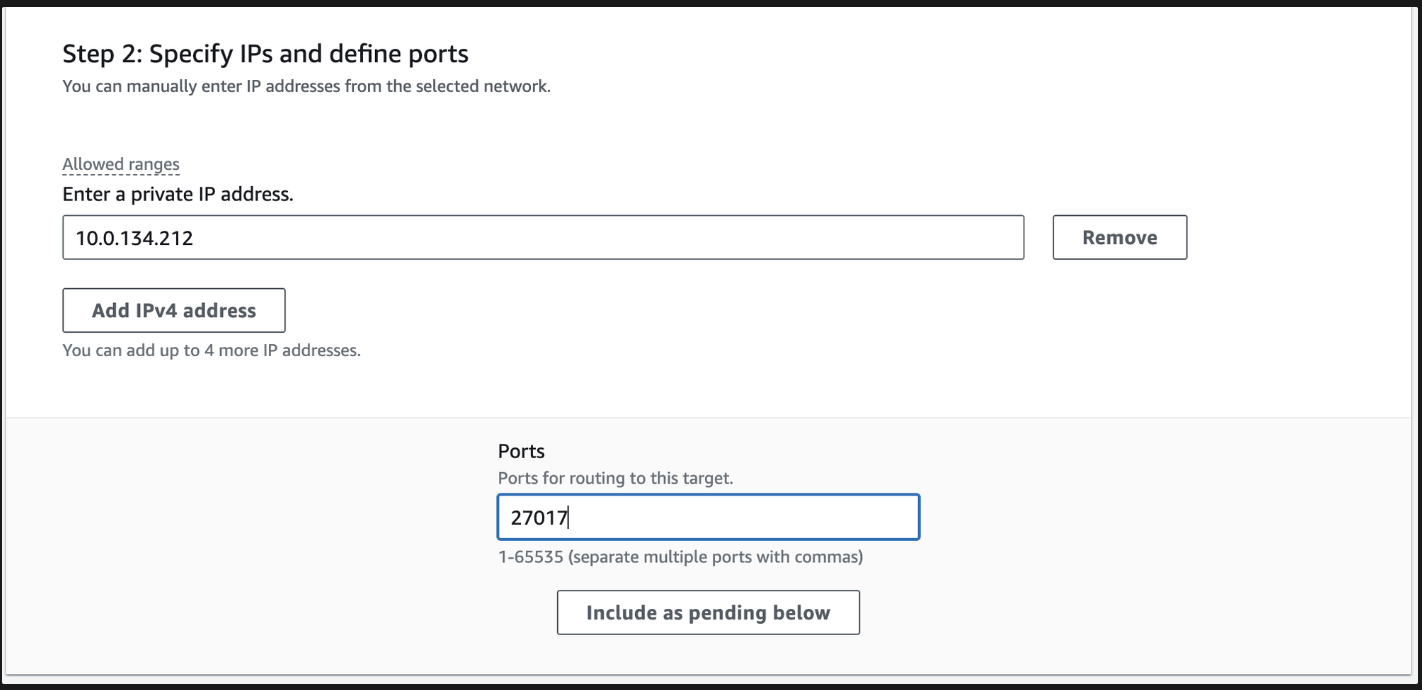 Step 2: Specify IPs and define ports
You can manually enter IP addresses from the selected network.
Allowed ranges
Enter a private IP address.
10.0.134.212
Remove
Add IPv4 address
You can add up to 4 more IP addresses.
Ports
Ports for routing to this target.
27017
1-65535 (separate multiple ports with commas)
Include as pending below